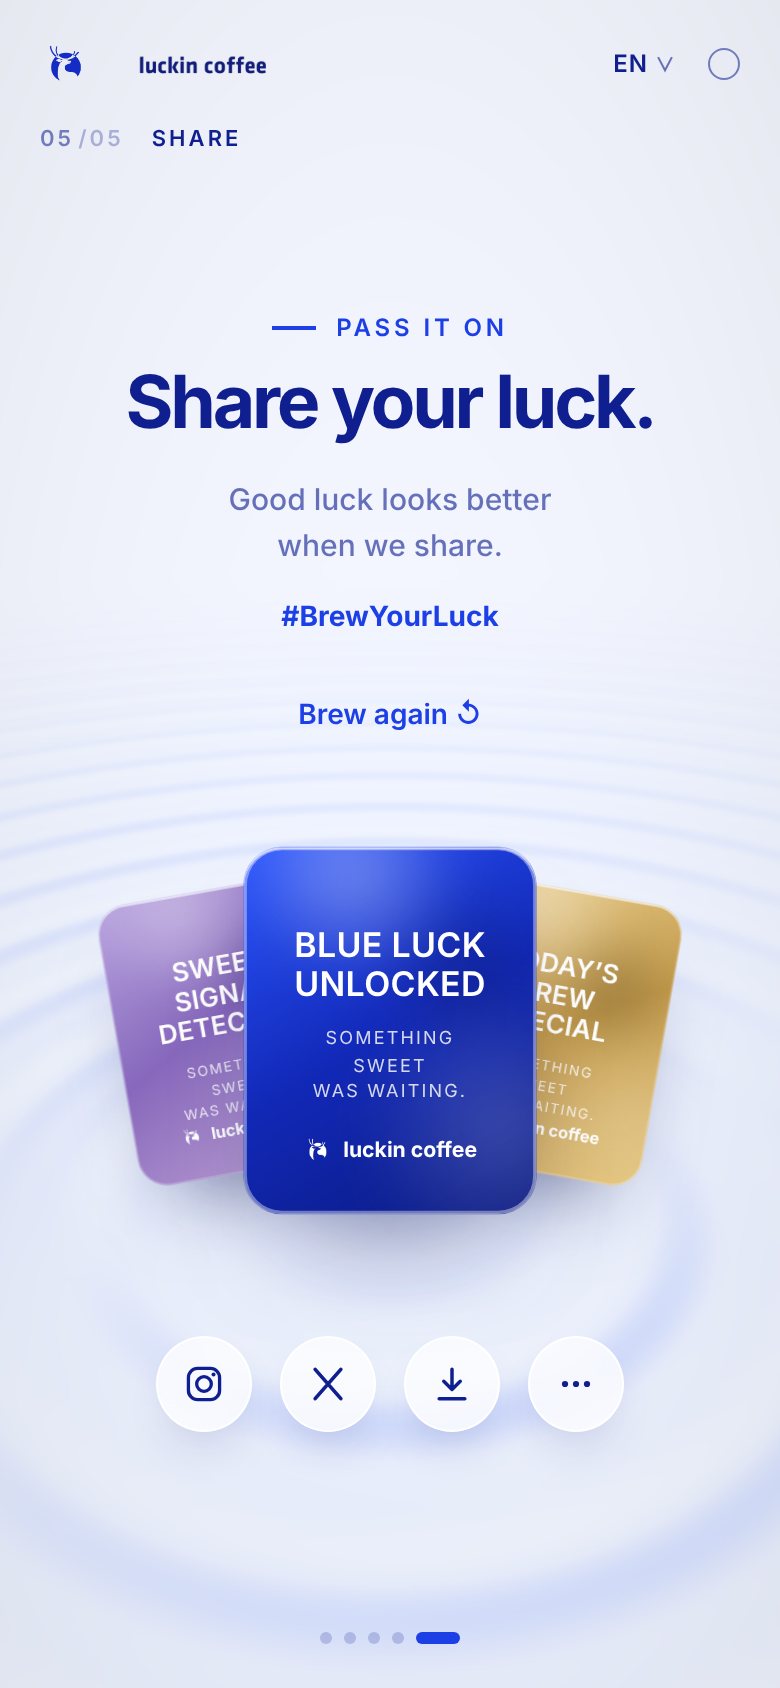 luckin coffee
EN
05/05 SHARE
PASS IT ON
Share your luck.
Good luck looks better
when we share.
#BrewYourLuck
Brew again
BLUE LUCK
UNLOCKED
SOMETHING
SWEET
WAS WAITING.
luckin coffee